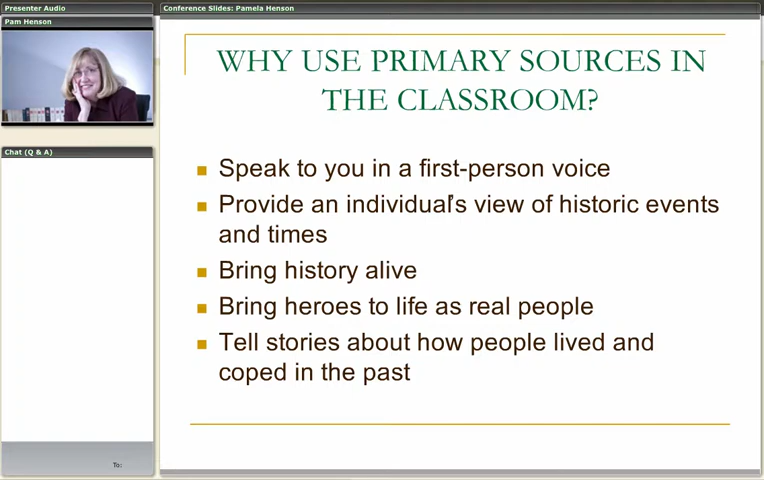 Presenter Audio
Pam Henson
Chat (Q & A)
To:
Conference Slides: Pamela Henson
WHY USE PRIMARY SOURCES IN
THE CLASSROOM?
Speak to you in a first-person voice
Provide an individual's view of historic events
and times
Bring history alive
Bring heroes to life as real people
Tell stories about how people lived and
coped in the past